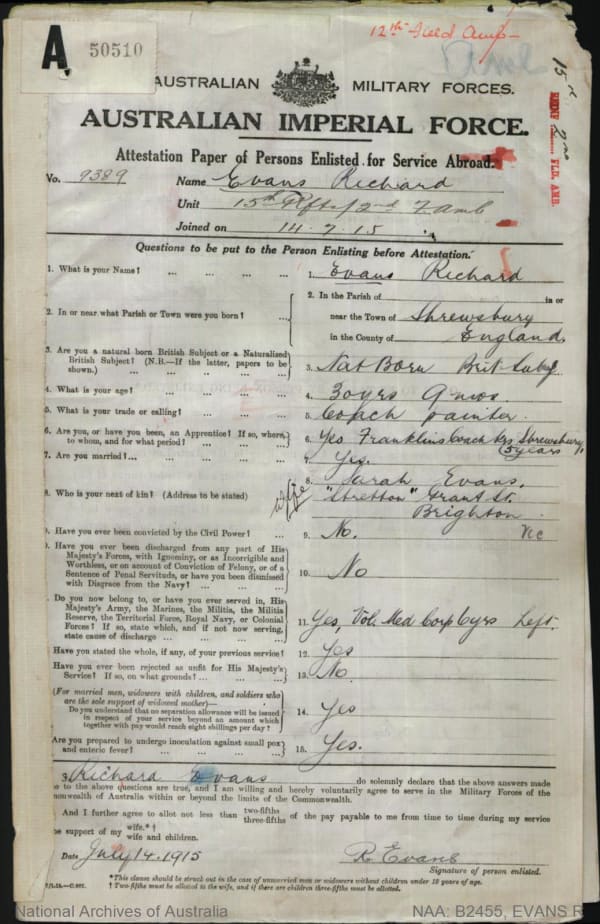 12th Field Amb
A
50510
15th
2nd
FLD. AMB.
AUSTRALIAN MILITARY FORCES.
AUSTRALIAN IMPERIAL FORCE.
Attestation Paper of Persons Enlisted for Service Abroad.
No. 9389 Name Evans Richard
Unit 15th Rfts / 2nd F. Amb
Joined on 14.7.15
Questions to be put to the Person Enlisting before Attestation.
1. What is your Name? ... ... ... ... 1. Evans Richard
2. In or near what Parish or Town were you born? ... 2. In the Parish of in or
near the Town of Shrewsbury
in the County of England
3. Are you a natural born British Subject or a Naturalised
British Subject? (N.B.—If the latter, papers to be
shown.) ... ... ... ... 3. Nat Born Brit Subj.
4. What is your age? ... ... ... ... 4. 30 yrs 9 mos.
5. What is your trade or calling? ... ... ... 5. Coach painter.
6. Are you, or have you been, an Apprentice? If so, where,
to whom, and for what period? ... ... 6. Yes Franklins Coach Shrewsbury,
5 years
7. Are you married? ... ... ... 7. Yes.
8. Who is your next of kin? (Address to be stated) wife 8. Sarah Evans,
"Stretton" Grant St.
Brighton
Vic
9. Have you ever been convicted by the Civil Power? ... 9. No.
Have you ever been discharged from any part of His
Majesty's Forces, with Ignominy, or as Incorrigible and
Worthless, or on account of Conviction of Felony, or of a
Sentence of Penal Servitude, or have you been dismissed
with Disgrace from the Navy? ... ... 10. No
Do you now belong to, or have you ever served in, His
Majesty's Army, the Marines, the Militia, the Militia
Reserve, the Territorial Force, Royal Navy, or Colonial
Forces? If so, state which, and if not now serving,
state cause of discharge ... ... ... 11. Yes, Vol. Med Corp 6 yrs Left.
Have you stated the whole, if any, of your previous service? 12. Yes
Have you ever been rejected as unfit for His Majesty's
Service? If so, on what grounds? ... ... 13. No.
(For married men, widowers with children, and soldiers who
are the sole support of widowed mother)—
Do you understand that no separation allowance will be issued
in respect of your service beyond an amount which
together with pay would reach eight shillings per day? 14. Yes
Are you prepared to undergo inoculation against small pox
and enteric fever? ... ... ... 15. Yes.
Richard Evans do solemnly declare that the above answers made
to the above questions are true, and I am willing and hereby voluntarily agree to serve in the Military Forces of the
Commonwealth of Australia within or beyond the limits of the Commonwealth.
And I further agree to allot not less than two-fifths
three-fifths of the pay payable to me from time to time during my service
support of my wife.*†
wife and children.
Date July 14.1915 R Evans
Signature of person enlisted.
*This clause should be struck out in the case of unmarried men or widowers without children under 18 years of age.
† Two-fifths must be allotted to the wife, and if there are children three-fifths must be allotted.
National Archives of Australia NAA: B2455, EVANS R